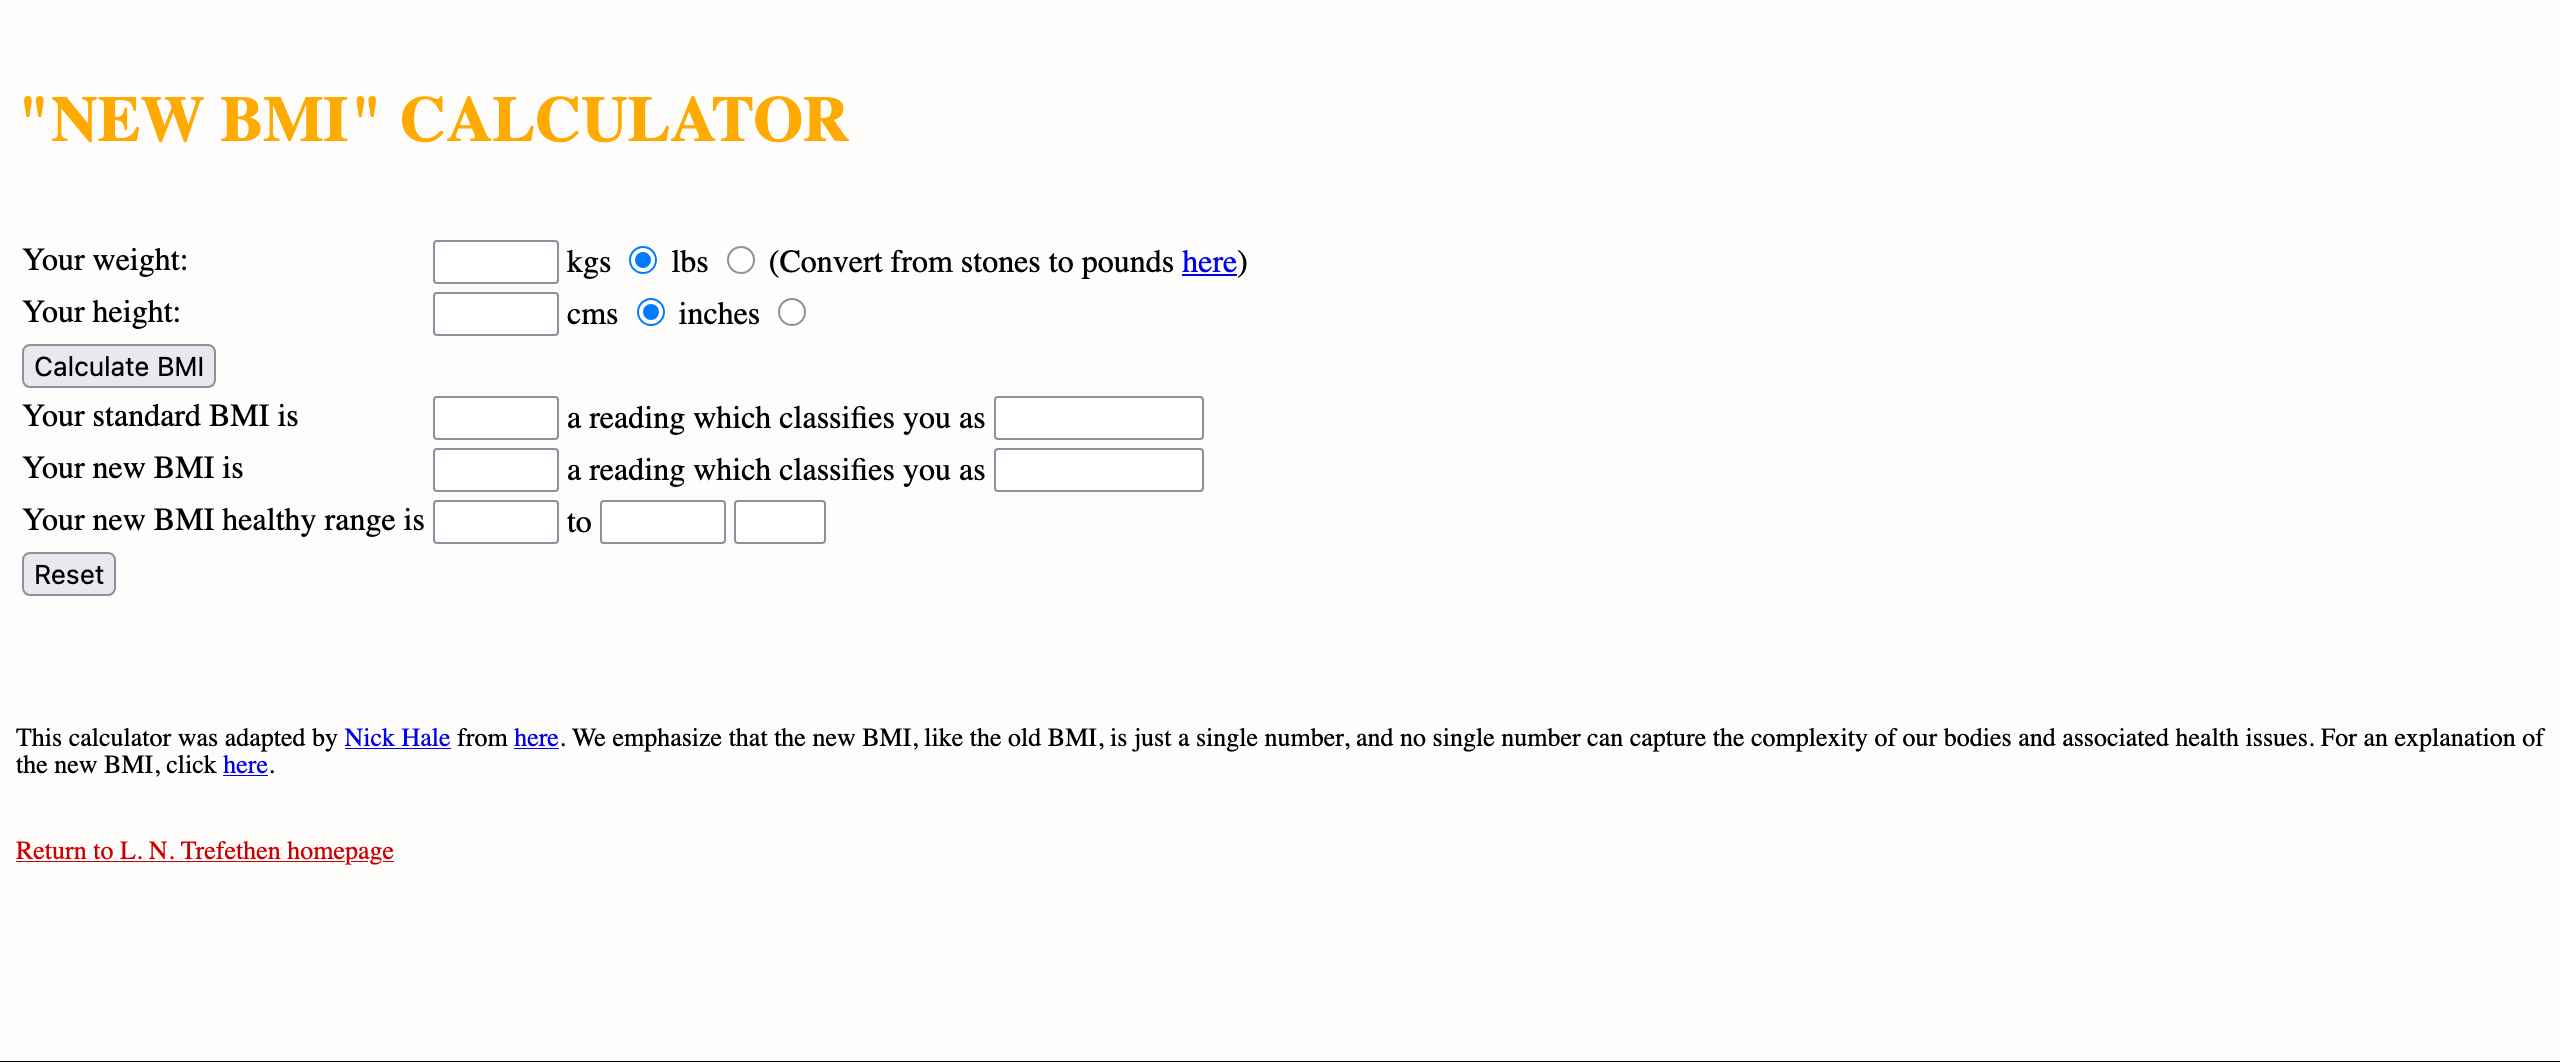 "NEW BMI" CALCULATOR
Your weight: kgs lbs (Convert from stones to pounds here)
Your height: cms inches
Calculate BMI
Your standard BMI is a reading which classifies you as
Your new BMI is a reading which classifies you as
Your new BMI healthy range is to
Reset
This calculator was adapted by Nick Hale from here. We emphasize that the new BMI, like the old BMI, is just a single number, and no single number can capture the complexity of our bodies and associated health issues. For an explanation of
the new BMI, click here.
Return to L. N. Trefethen homepage